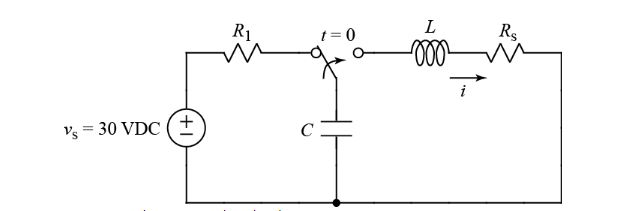 R₁
t = 0
L
Rₛ
i
vₛ = 30 VDC
+
−
C